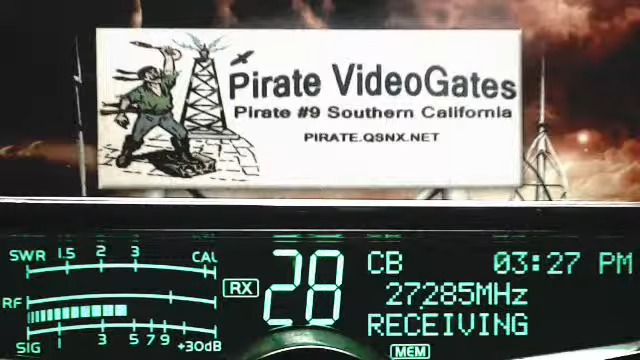 Pirate VideoGates
Pirate #9 Southern California
PIRATE.QSNX.NET
SWR 1.5 2 3 CAL
RX 28 CB 03:27 PM
RF 27285MHz
RECEIVING
SIG 1 3 5 7 9 +30dB
MEM